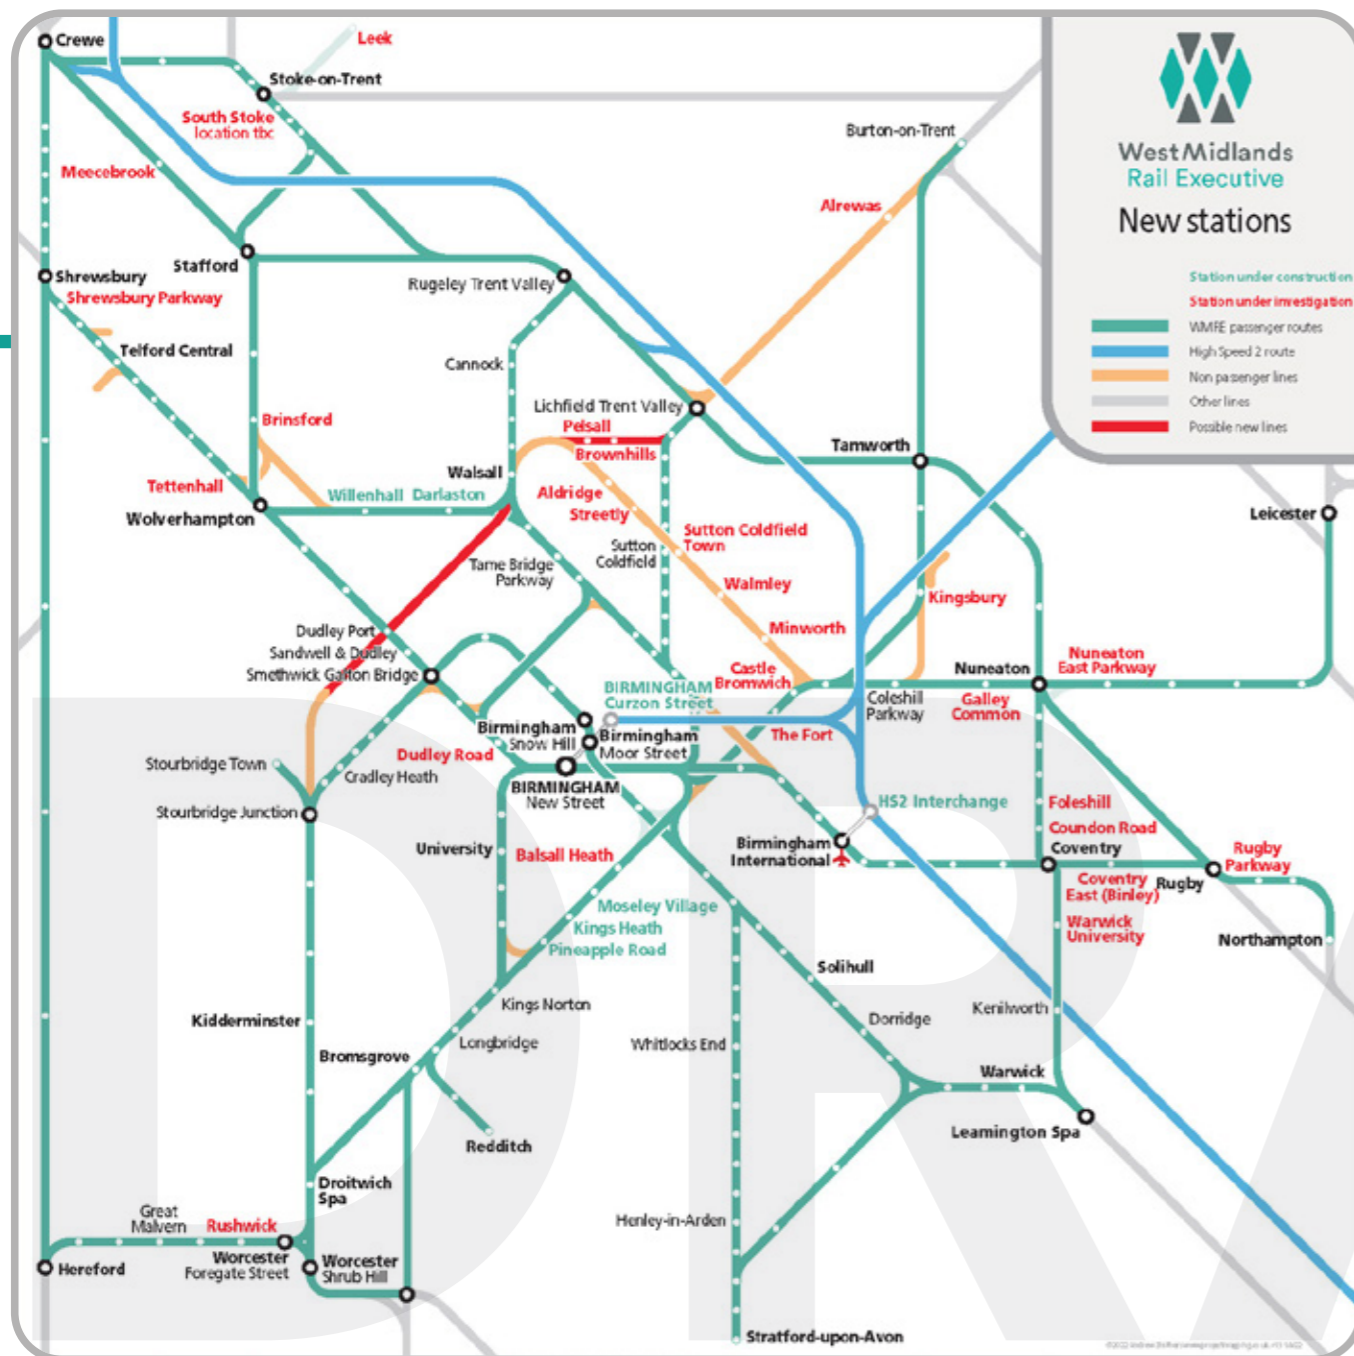 Crewe
Leek
Stoke-on-Trent
South Stoke
location tbc
Meecebrook
Burton-on-Trent
Alrewas
West Midlands
Rail Executive
New stations
Station under construction
Station under investigation
WMRE passenger routes
High Speed 2 route
Non passenger lines
Other lines
Possible new lines
Stafford
Shrewsbury
Shrewsbury Parkway
Rugeley Trent Valley
Telford Central
Cannock
Lichfield Trent Valley
Brinsford
Pelsall
Brownhills
Tamworth
Walsall
Tettenhall
Willenhall Darlaston
Aldridge
Streetly
Wolverhampton
Leicester
Sutton Coldfield
Town
Sutton
Coldfield
Tame Bridge
Parkway
Walmley
Kingsbury
Dudley Port
Minworth
Sandwell & Dudley
Smethwick Galton Bridge
Castle
Bromwich
Nuneaton
East Parkway
Nuneaton
BIRMINGHAM
Curzon Street
Coleshill
Parkway
Galley
Common
Birmingham
Snow Hill
Birmingham
Moor Street
The Fort
Dudley Road
Stourbridge Town
Cradley Heath
BIRMINGHAM
New Street
HS2 Interchange
Foleshill
Stourbridge Junction
Coundon Road
University
Balsall Heath
Birmingham
International
Coventry
Rugby
Parkway
Coventry
East (Binley)
Rugby
Moseley Village
Kings Heath
Pineapple Road
Warwick
University
Northampton
Solihull
Kings Norton
Kenilworth
Kidderminster
Dorridge
Longbridge
Whitlocks End
Bromsgrove
Warwick
Leamington Spa
Redditch
Droitwich
Spa
Great
Malvern
Rushwick
Henley-in-Arden
Worcester
Foregate Street
Worcester
Shrub Hill
Hereford
Stratford-upon-Avon